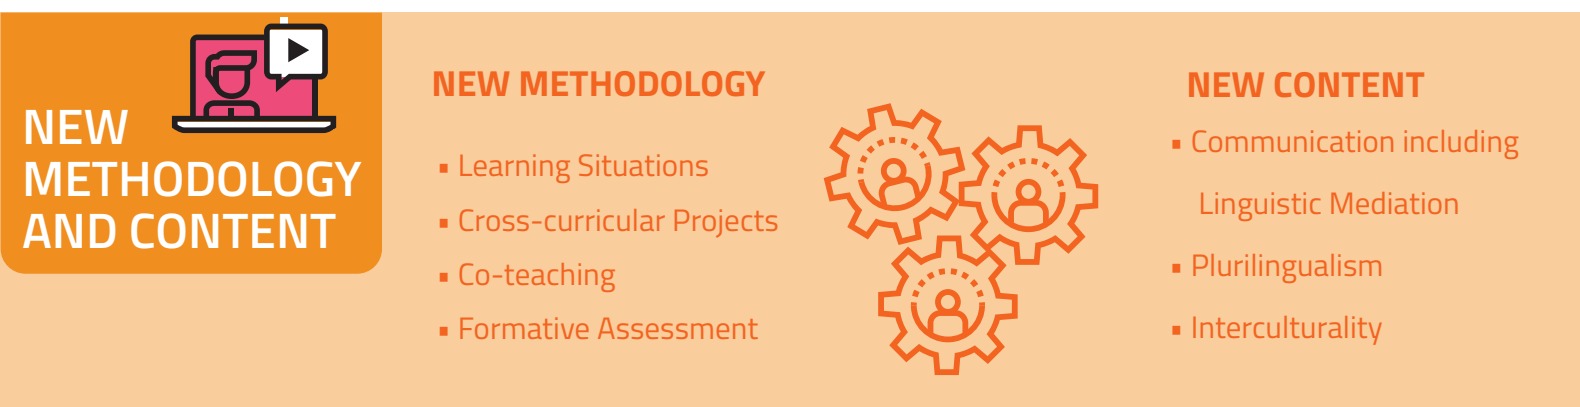 NEW
METHODOLOGY
AND CONTENT
NEW METHODOLOGY
▪ Learning Situations
▪ Cross-curricular Projects
▪ Co-teaching
▪ Formative Assessment
NEW CONTENT
▪ Communication including
Linguistic Mediation
▪ Plurilingualism
▪ Interculturality